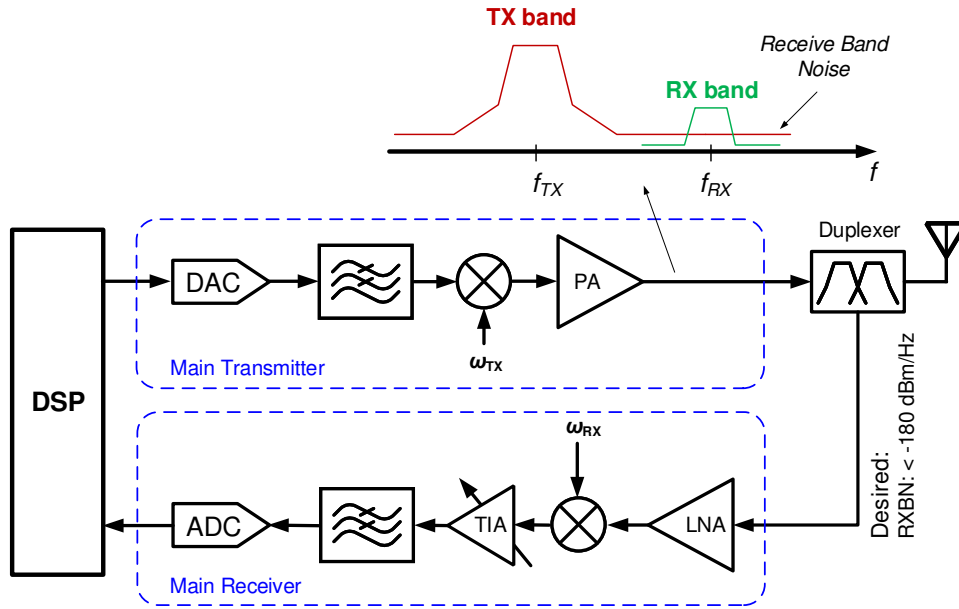 TX band
Receive Band
Noise
RX band
f
fTX
fRX
Duplexer
DAC
PA
ωTX
Main Transmitter
DSP
ωRX
Desired:
RXBN: < -180 dBm/Hz
ADC
TIA
LNA
Main Receiver